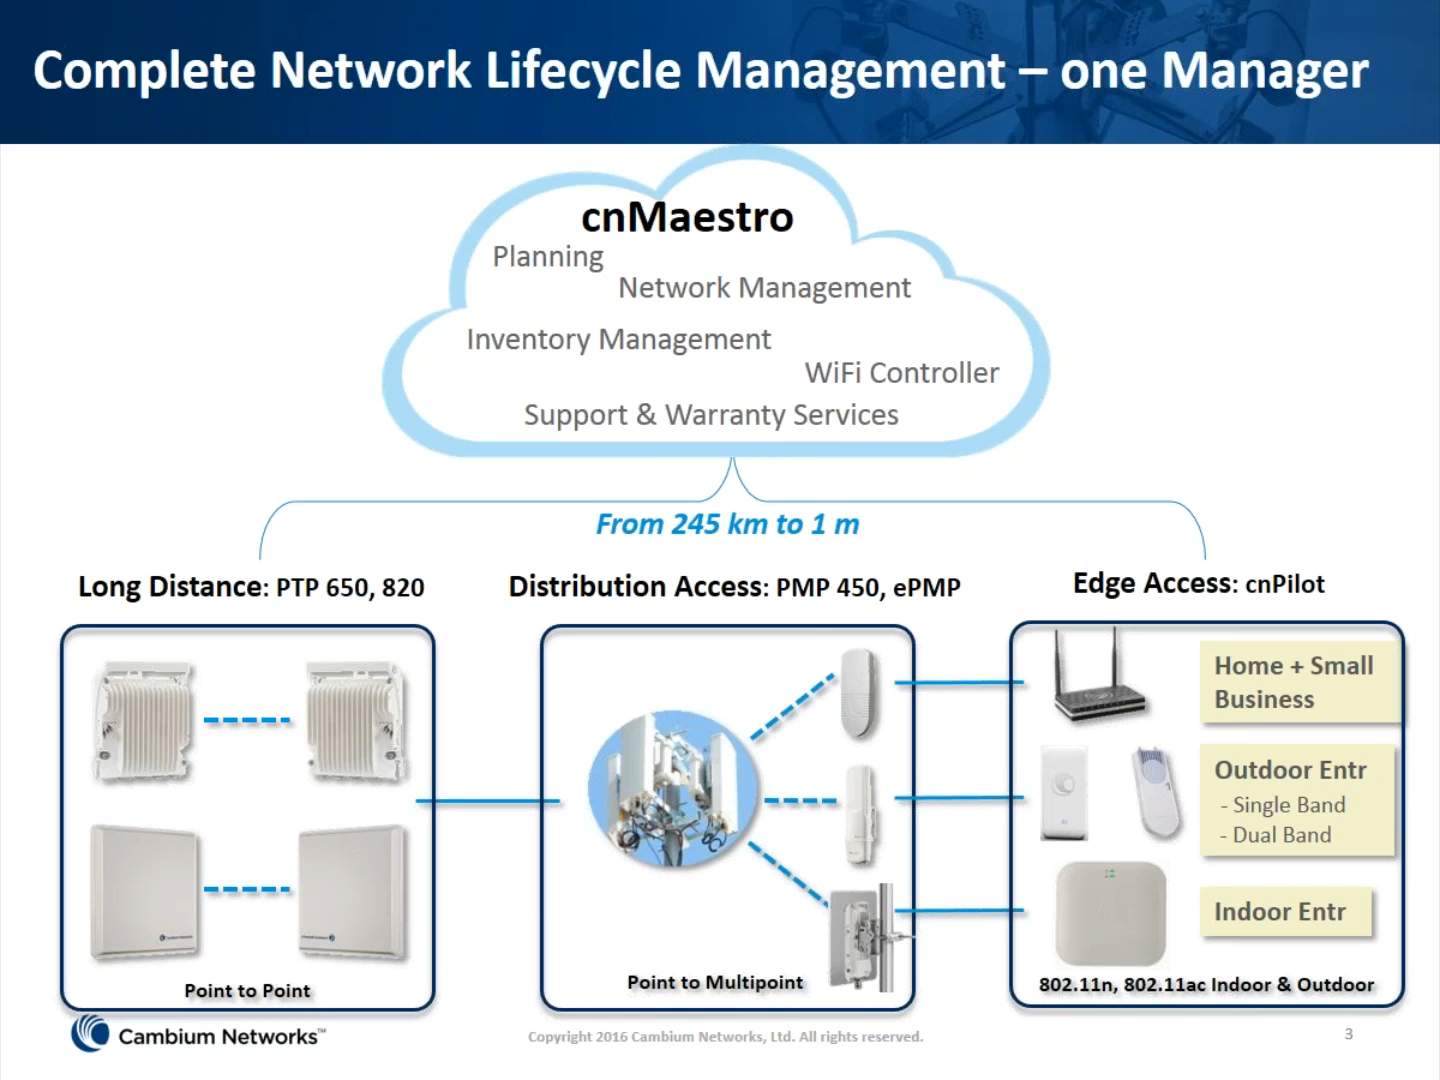 Complete Network Lifecycle Management – one Manager
cnMaestro
Planning
Network Management
Inventory Management
WiFi Controller
Support & Warranty Services
From 245 km to 1 m
Long Distance: PTP 650, 820
Distribution Access: PMP 450, ePMP
Edge Access: cnPilot
Home + Small
Business
Outdoor Entr
- Single Band
- Dual Band
Indoor Entr
Point to Point
Point to Multipoint
802.11n, 802.11ac Indoor & Outdoor
Cambium Networks™
Copyright 2016 Cambium Networks, Ltd. All rights reserved.
3